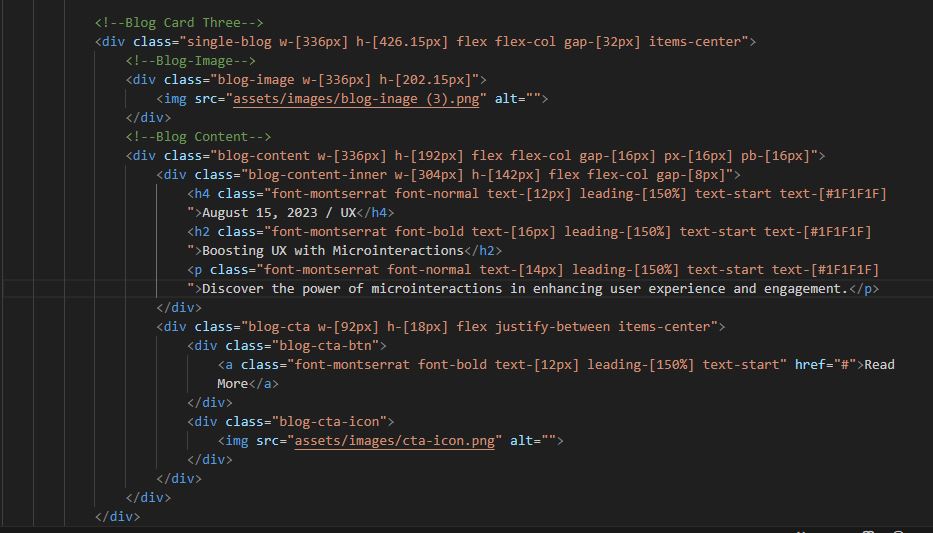 <!--Blog Card Three-->
<div class="single-blog w-[336px] h-[426.15px] flex flex-col gap-[32px] items-center">
<!--Blog-Image-->
<div class="blog-image w-[336px] h-[202.15px]">
<img src="assets/images/blog-inage (3).png" alt="">
</div>
<!--Blog Content-->
<div class="blog-content w-[336px] h-[192px] flex flex-col gap-[16px] px-[16px] pb-[16px]">
<div class="blog-content-inner w-[304px] h-[142px] flex flex-col gap-[8px]">
<h4 class="font-montserrat font-normal text-[12px] leading-[150%] text-start text-[#1F1F1F]
">August 15, 2023 / UX</h4>
<h2 class="font-montserrat font-bold text-[16px] leading-[150%] text-start text-[#1F1F1F]
">Boosting UX with Microinteractions</h2>
<p class="font-montserrat font-normal text-[14px] leading-[150%] text-start text-[#1F1F1F]
">Discover the power of microinteractions in enhancing user experience and engagement.</p>
</div>
<div class="blog-cta w-[92px] h-[18px] flex justify-between items-center">
<div class="blog-cta-btn">
<a class="font-montserrat font-bold text-[12px] leading-[150%] text-start" href="#">Read
More</a>
</div>
<div class="blog-cta-icon">
<img src="assets/images/cta-icon.png" alt="">
</div>
</div>
</div>
</div>